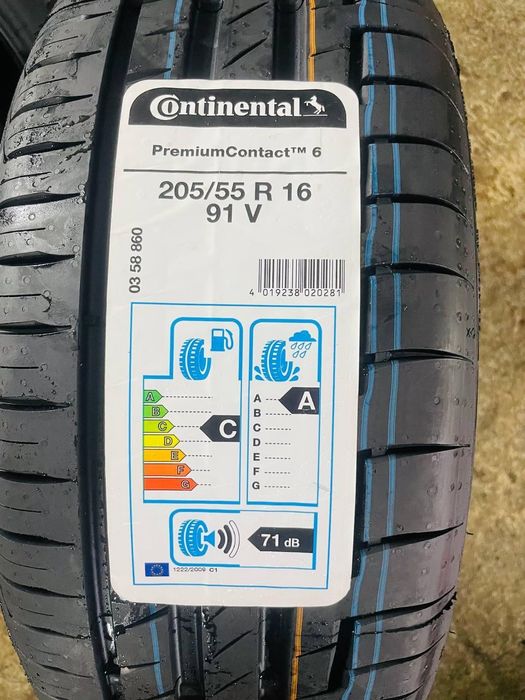 Continental
PremiumContact™ 6
205/55 R 16
91 V
03 58 860
4 019238 020281
A
B
C
D
E
F
G
C
A
B
C
D
E
F
G
A
71 dB
1222/2009 C1